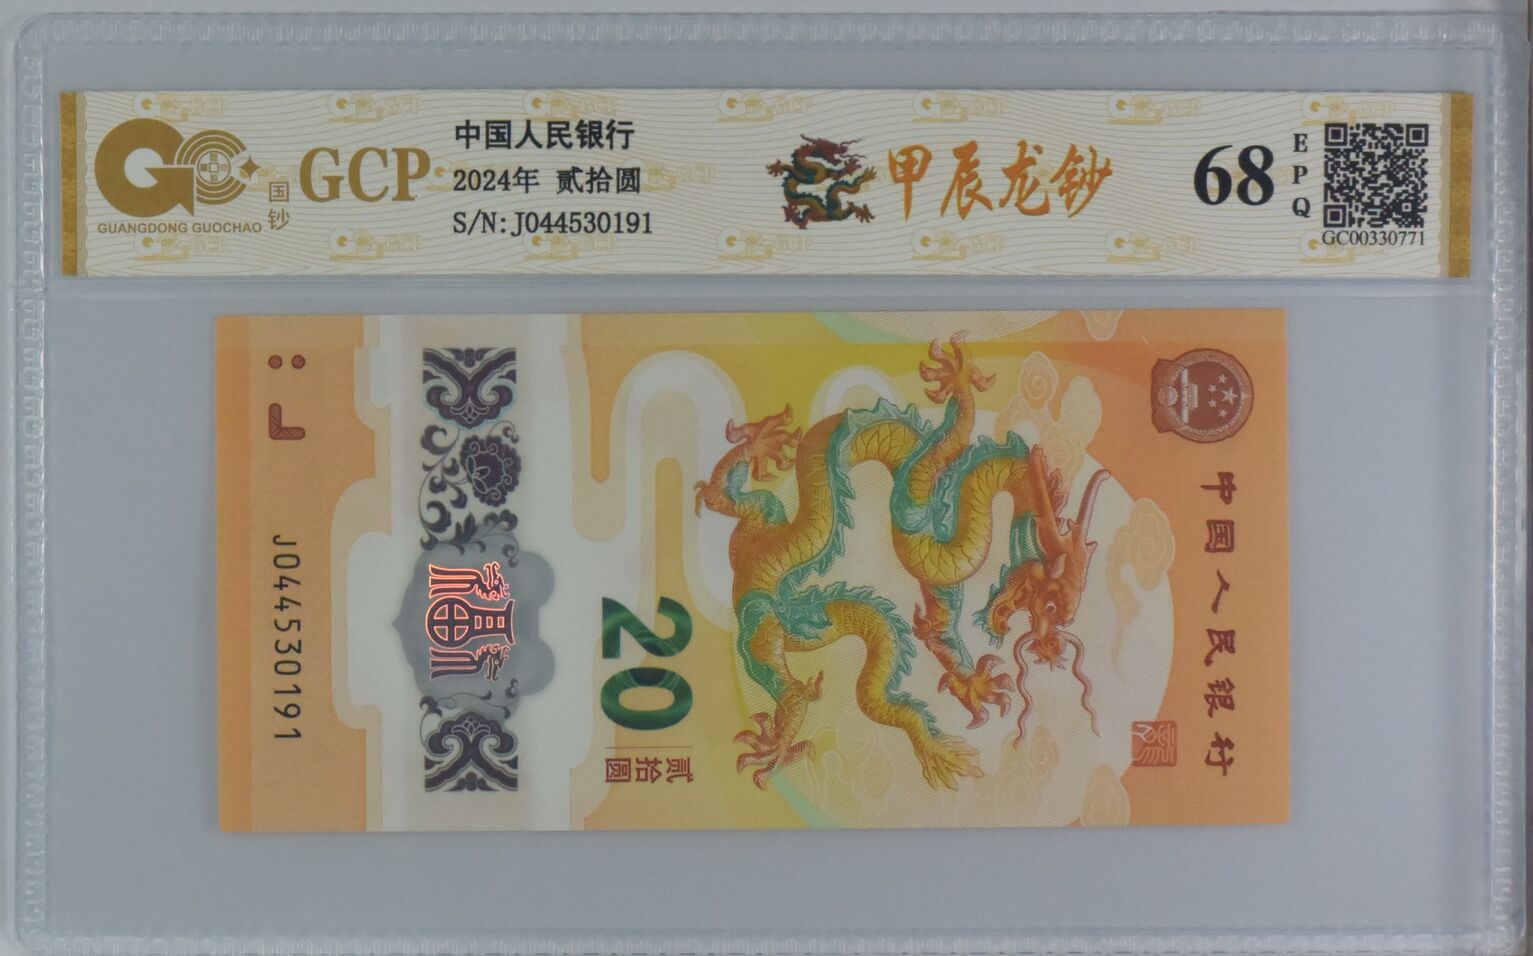 GUANGDONG GUOCHAO
国钞
GCP
中国人民银行
2024年 贰拾圆
S/N:J044530191
甲辰龙钞
68
EPQ
GC00330771
J044530191
20
贰拾圆
中国人民银行